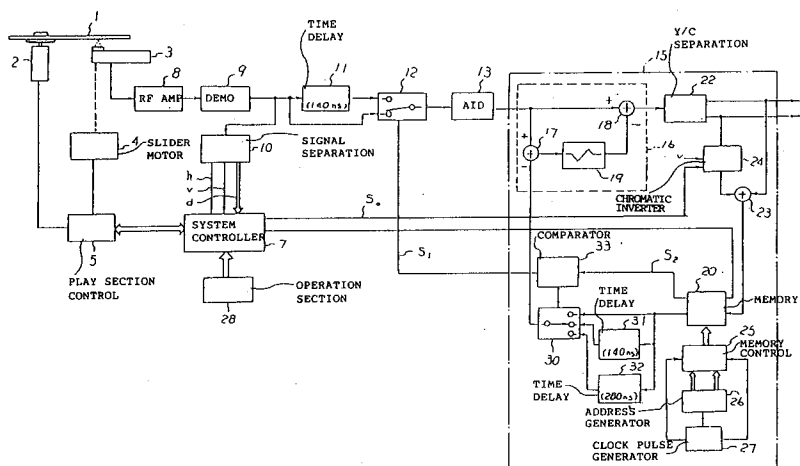 1
TIME
DELAY
Y/C
SEPARATION
15
2
3
8
9
11
12
13
22
RF AMP
DEMO
(140ns)
AID
+
-
18
17
+
-
16
19
4
SLIDER
MOTOR
SIGNAL
SEPARATION
10
v
24
CHROMATIC
INVERTER
23
h
v
d
S₀
SYSTEM
CONTROLLER
7
5
PLAY SECTION
CONTROL
COMPARATOR
33
S₁
S₂
20
MEMORY
28
OPERATION
SECTION
TIME
DELAY
31
(140ns)
30
25
MEMORY
CONTROL
32
(280ns)
TIME
DELAY
ADDRESS
GENERATOR
26
CLOCK PULSE
GENERATOR
27